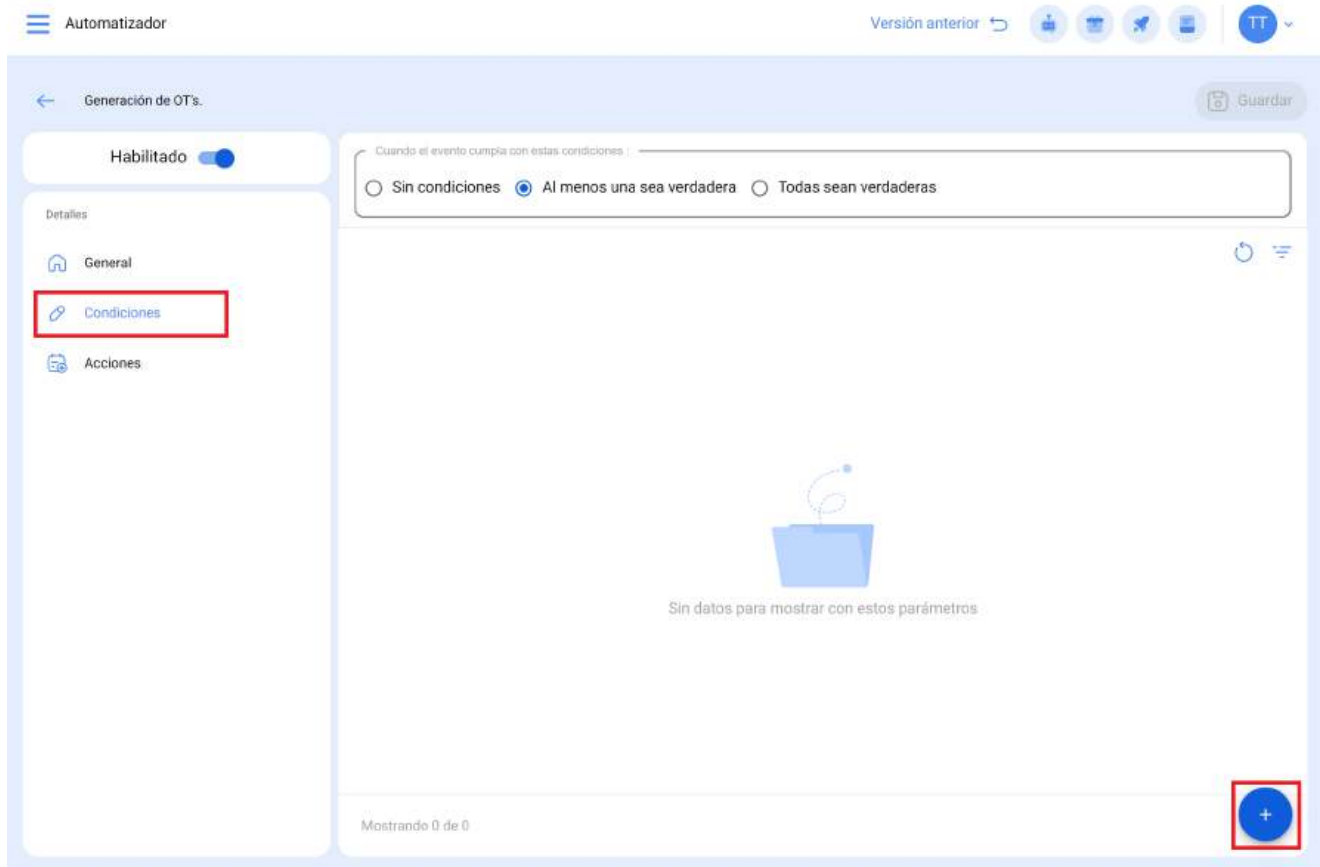 Automatizador
Versión anterior
TT
Generación de OT's.
Guardar
Habilitado
Cuando el evento cumpla con estas condiciones :
Sin condiciones
Al menos una sea verdadera
Todas sean verdaderas
Detalles
General
Condiciones
Acciones
Sin datos para mostrar con estos parámetros
Mostrando 0 de 0
+